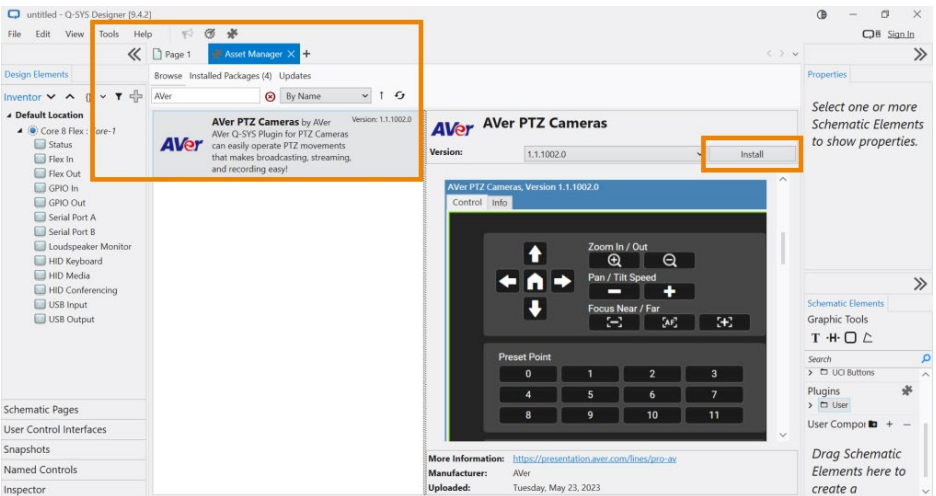 untitled - Q-SYS Designer [9.4.2]
File Edit View Tools Help
8 Sign In
Page 1 Asset Manager
Design Elements
Browse Installed Packages (4) Updates
Properties
Inventor
AVer By Name
Default Location
Core 8 Flex : Core-1
Status
Flex In
Flex Out
GPIO In
GPIO Out
Serial Port A
Serial Port B
Loudspeaker Monitor
HID Keyboard
HID Media
HID Conferencing
USB Input
USB Output
Schematic Pages
User Control Interfaces
Snapshots
Named Controls
Inspector
AVer
AVer PTZ Cameras by AVer Version: 1.1.1002.0
AVer Q-SYS Plugin for PTZ Cameras
can easily operate PTZ movements
that makes broadcasting, streaming,
and recording easy!
AVer AVer PTZ Cameras
Version: 1.1.1002.0 Install
AVer PTZ Cameras, Version 1.1.1002.0
Control Info
Zoom In / Out
Pan / Tilt Speed
Focus Near / Far
AF
Preset Point
0 1 2 3
4 5 6 7
8 9 10 11
More Information: https://presentation.aver.com/lines/pro-av
Manufacturer: AVer
Uploaded: Tuesday, May 23, 2023
Select one or more
Schematic Elements
to show properties.
Schematic Elements
Graphic Tools
T H
Search
UCI Buttons
Plugins
User
User Compoi
Drag Schematic
Elements here to
create a